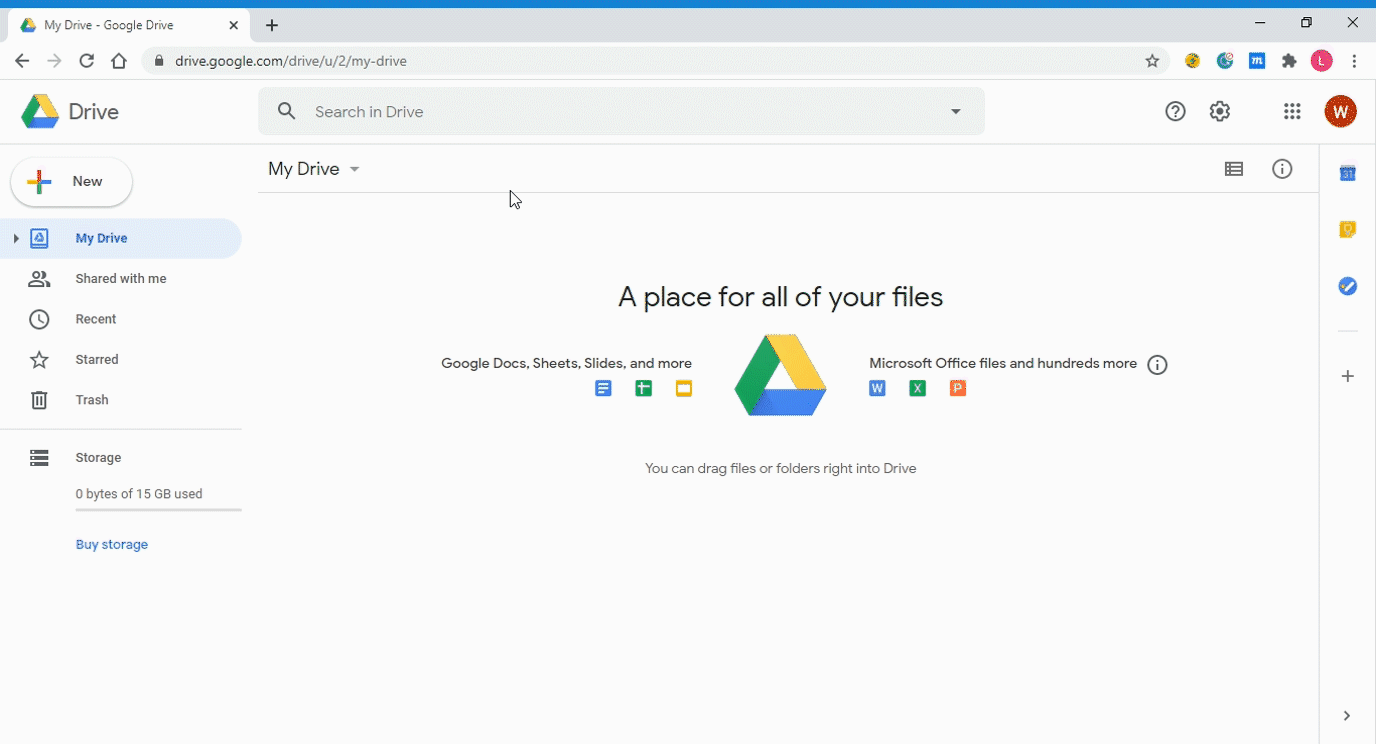 My Drive - Google Drive
drive.google.com/drive/u/2/my-drive
L
Drive
Search in Drive
W
My Drive
New
31
My Drive
Shared with me
Recent
Starred
Trash
Storage
0 bytes of 15 GB used
Buy storage
A place for all of your files
Google Docs, Sheets, Slides, and more
Microsoft Office files and hundreds more
W X P
You can drag files or folders right into Drive